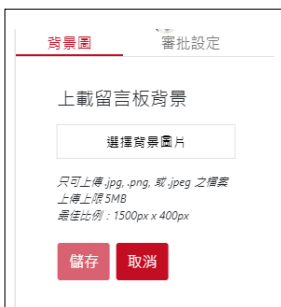 背景圖
審批設定
上載留言板背景
選擇背景圖片
只可上傳 .jpg, .png, 或 .jpeg 之檔案
上傳上限 5MB
最佳比例：1500px x 400px
儲存
取消